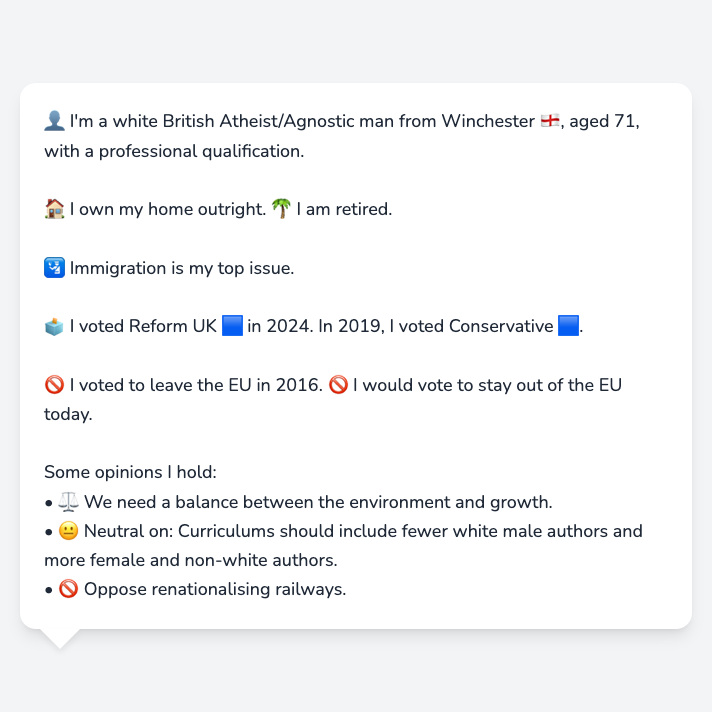 👤 I'm a white British Atheist/Agnostic man from Winchester 🏴󠁧󠁢󠁥󠁮󠁧󠁿, aged 71,
with a professional qualification.
🏠 I own my home outright. 🌴 I am retired.
🛂 Immigration is my top issue.
🗳️ I voted Reform UK 🟦 in 2024. In 2019, I voted Conservative 🟦.
🚫 I voted to leave the EU in 2016. 🚫 I would vote to stay out of the EU
today.
Some opinions I hold:
• ⚖️ We need a balance between the environment and growth.
• 😐 Neutral on: Curriculums should include fewer white male authors and
more female and non-white authors.
• 🚫 Oppose renationalising railways.